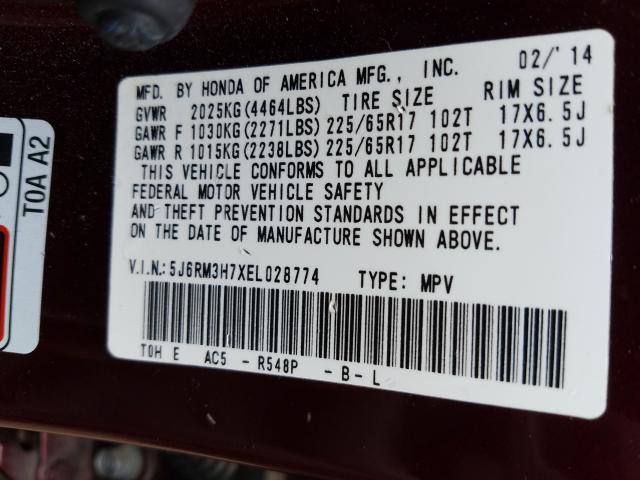 MFD. BY HONDA OF AMERICA MFG., INC. 02/'14
GVWR 2025KG(4464LBS) TIRE SIZE RIM SIZE
GAWR F 1030KG(2271LBS) 225/65R17 102T 17X6.5J
GAWR R 1015KG(2238LBS) 225/65R17 102T 17X6.5J
THIS VEHICLE CONFORMS TO ALL APPLICABLE
FEDERAL MOTOR VEHICLE SAFETY
AND THEFT PREVENTION STANDARDS IN EFFECT
ON THE DATE OF MANUFACTURE SHOWN ABOVE.
V.I.N.:5J6RM3H7XEL028774 TYPE: MPV
T0H E AC5 - R548P - B - L
T0A A2